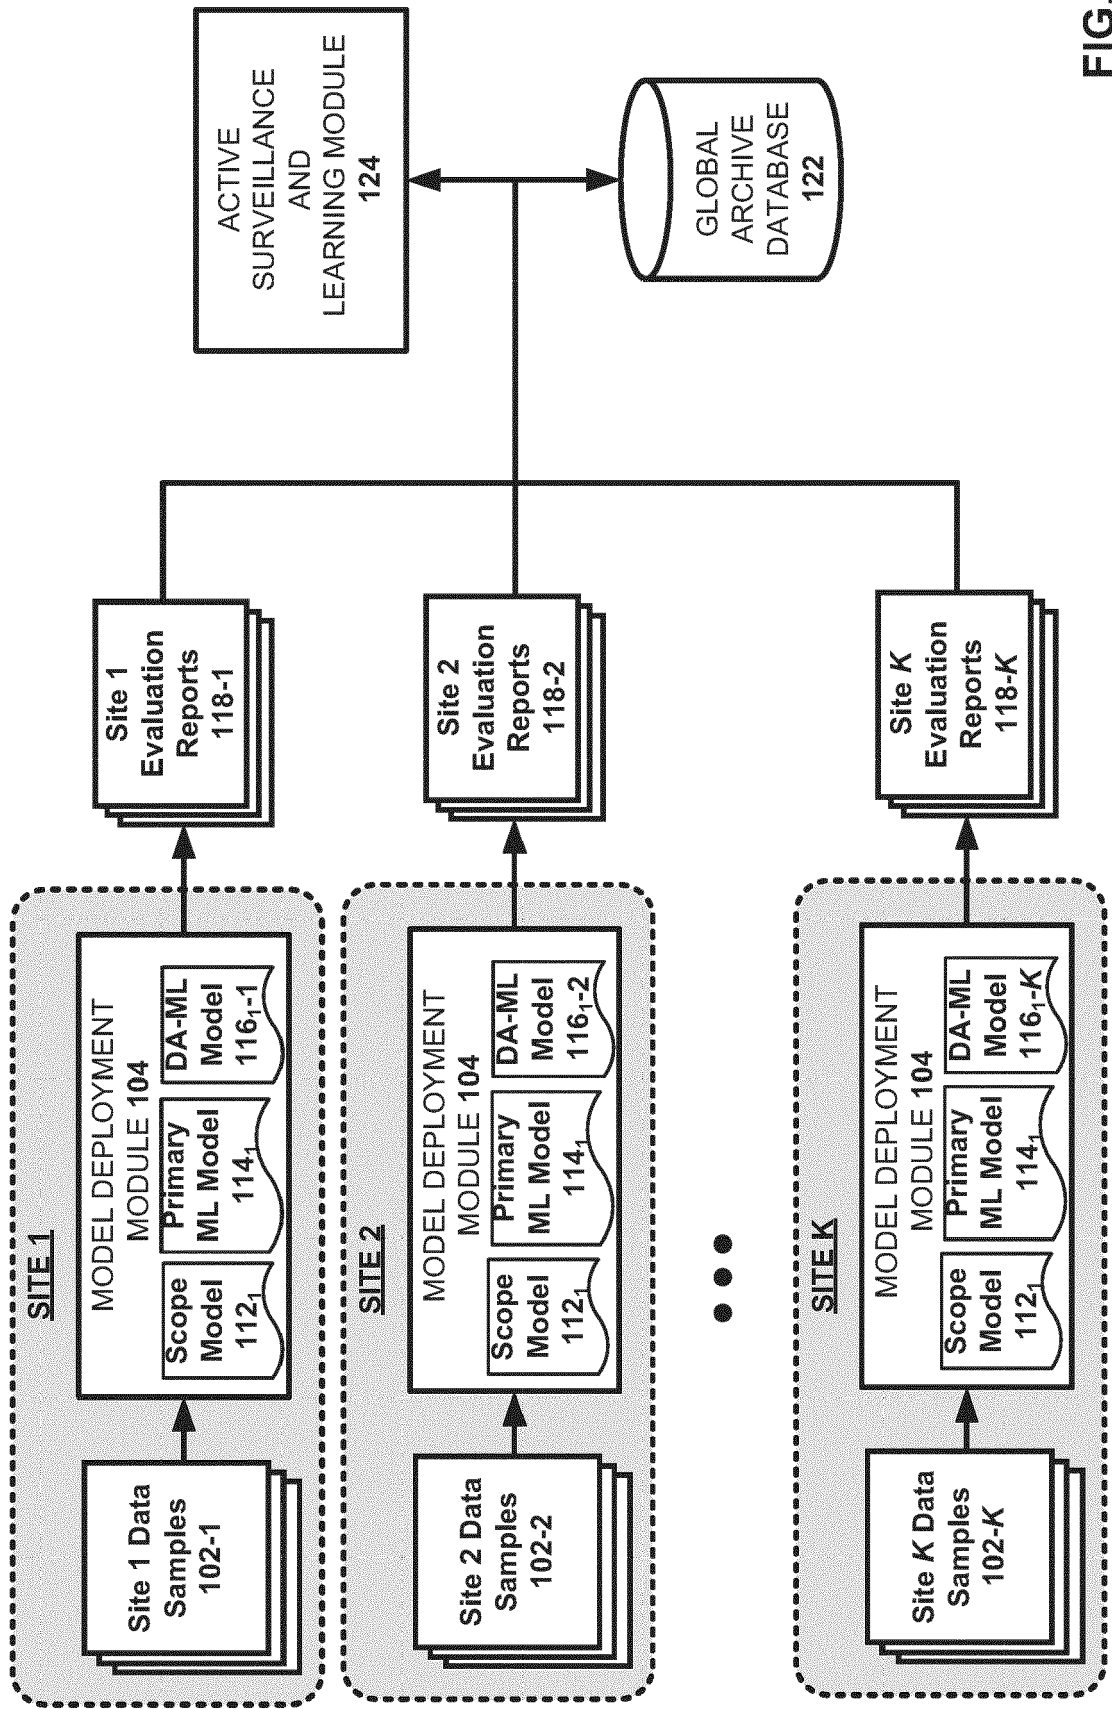 SITE 1
Site 1 Data
Samples
102-1
MODEL DEPLOYMENT
MODULE 104
Scope
Model
112₁
Primary
ML Model
114₁
DA-ML
Model
116₁-1
Site 1
Evaluation
Reports
118-1
SITE 2
Site 2 Data
Samples
102-2
MODEL DEPLOYMENT
MODULE 104
Scope
Model
112₁
Primary
ML Model
114₁
DA-ML
Model
116₁-2
Site 2
Evaluation
Reports
118-2
SITE K
Site K Data
Samples
102-K
MODEL DEPLOYMENT
MODULE 104
Scope
Model
112₁
Primary
ML Model
114₁
DA-ML
Model
116₁-K
Site K
Evaluation
Reports
118-K
ACTIVE
SURVEILLANCE
AND
LEARNING MODULE
124
GLOBAL
ARCHIVE
DATABASE
122
FIG.